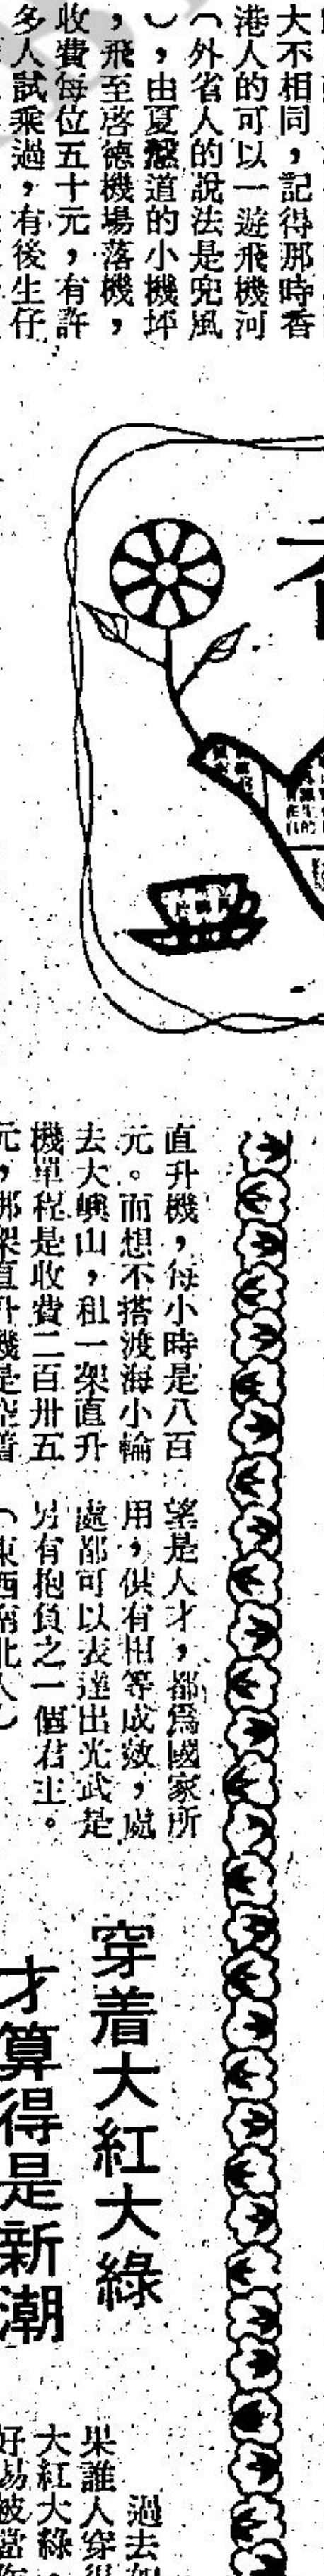 大不相同，記得那時香
港人的可以一遊飛機河
（外省人的說法是兜風
），由夏慤道的小機坪
，飛至啓德機場落機，
收費每位五十元，有許
多人試乘過，有後生仔
直升機，每小時是八百
元。而想不搭渡海小輪
去大嶼山，租一架直升
機單程是收費二百卅五
元，那架直升機是
望是人才，都爲國家所
用，俱有相等成效，處
處都可以表達出光武是
另有抱負之一個君主。
（東西南北人）
穿着大紅大綠
才算得是新潮
過去如
果誰人穿得
大紅大綠，
好易被當作